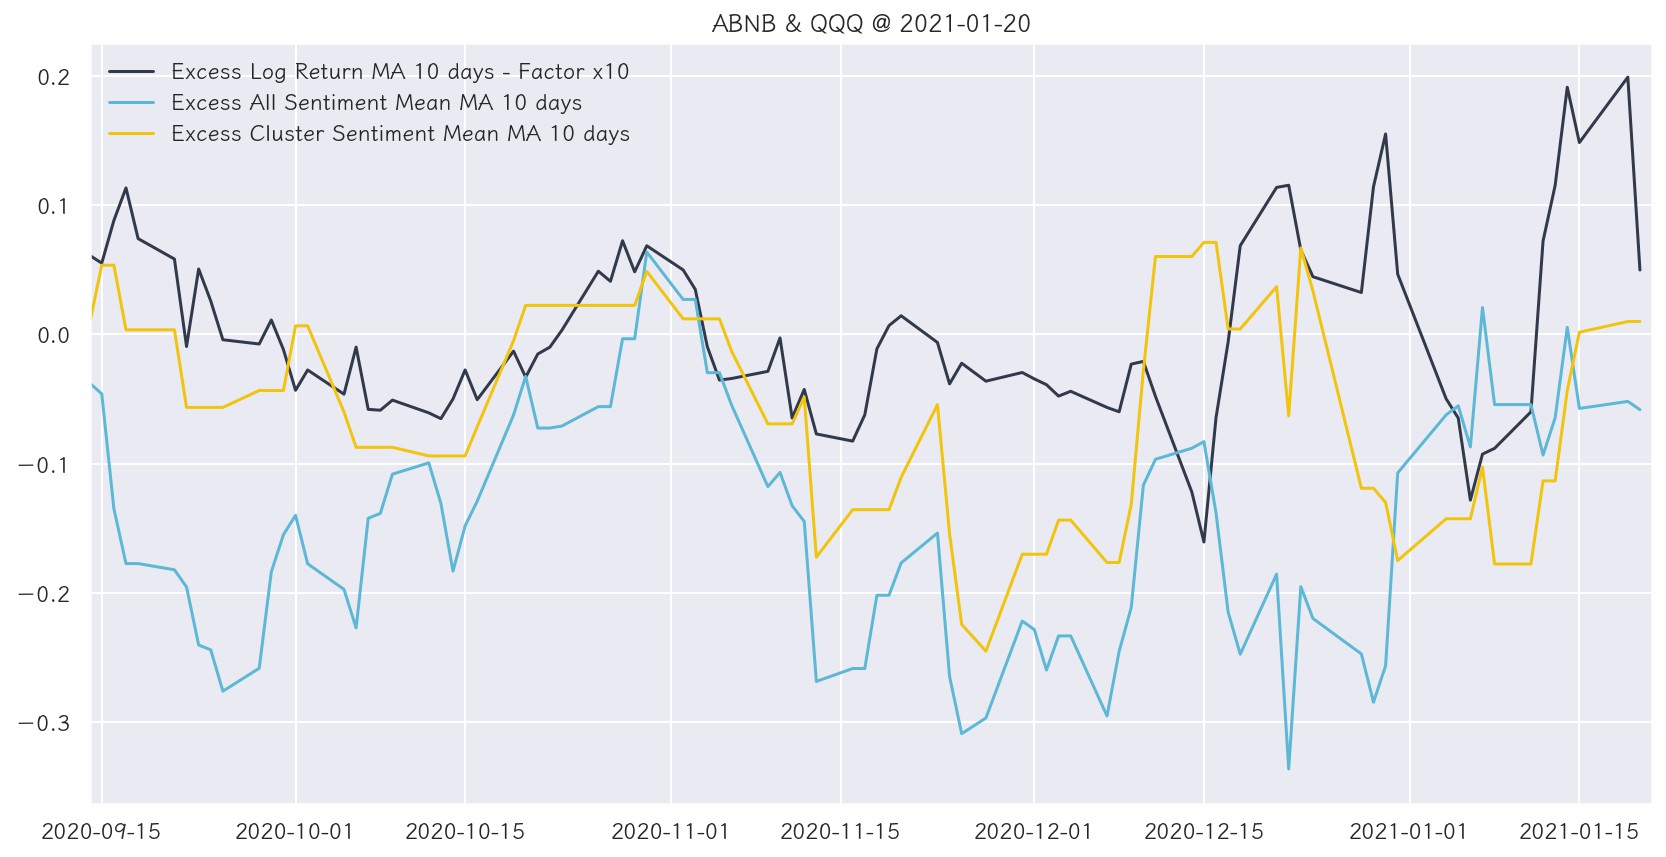 ABNB & QQQ @ 2021-01-20
Excess Log Return MA 10 days - Factor x10
Excess All Sentiment Mean MA 10 days
Excess Cluster Sentiment Mean MA 10 days
0.2
0.1
0.0
−0.1
−0.2
−0.3
2020-09-15 2020-10-01 2020-10-15 2020-11-01 2020-11-15 2020-12-01 2020-12-15 2021-01-01 2021-01-15